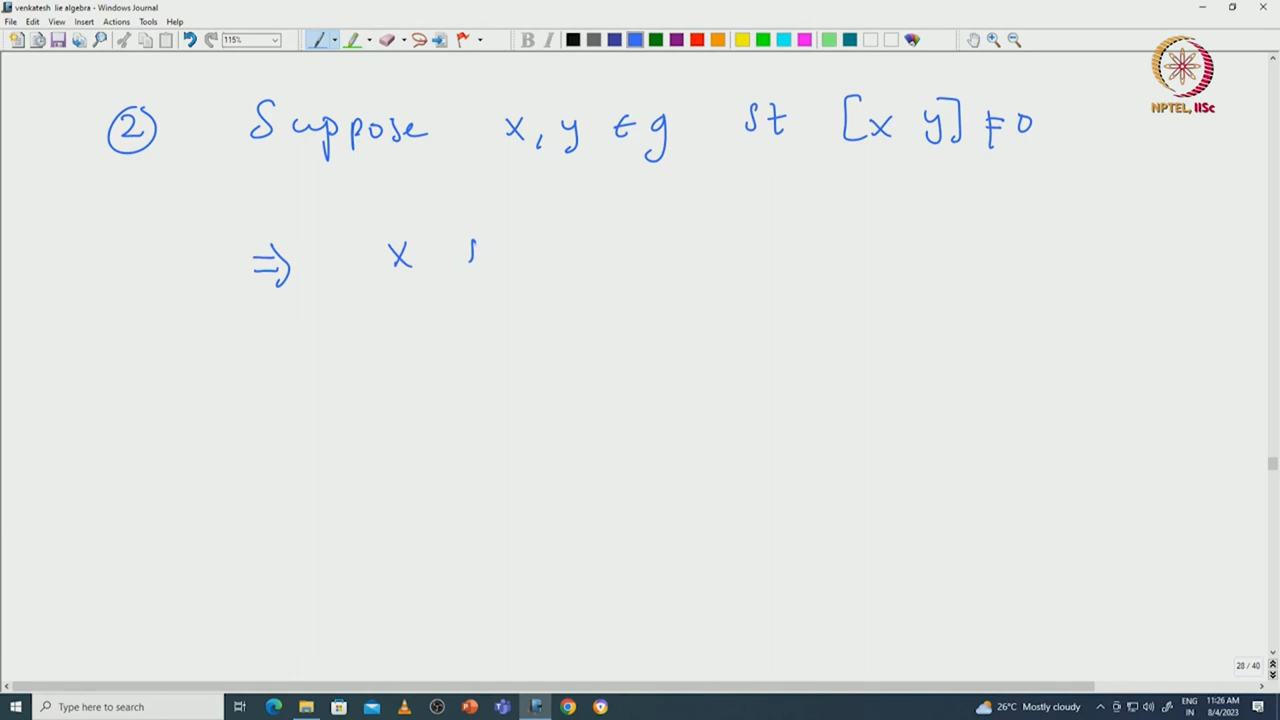 venkatesh lie algebra - Windows Journal
File Edit View Insert Actions Tools Help
115%
B I
NPTEL, IISc
② Suppose x, y ∈ g st [x y] ≠ 0
⇒ x
28 / 40
Type here to search
26°C Mostly cloudy
ENG
IN
11:26 AM
8/4/2023